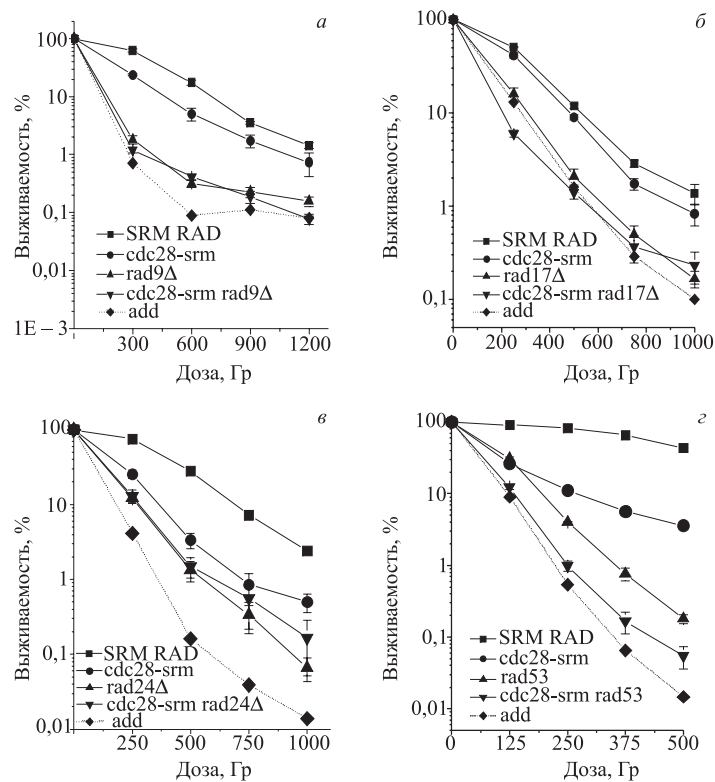 а
Выживаемость, %
100
10
1
0,1
0,01
1E − 3
SRM RAD
cdc28-srm
rad9Δ
cdc28-srm rad9Δ
add
300 600 900 1200
Доза, Гр
б
Выживаемость, %
100
10
1
0,1
SRM RAD
cdc28-srm
rad17Δ
cdc28-srm rad17Δ
add
0 200 400 600 800 1000
Доза, Гр
в
Выживаемость, %
100
10
1
0,1
0,01
SRM RAD
cdc28-srm
rad24Δ
cdc28-srm rad24Δ
add
250 500 750 1000
Доза, Гр
г
Выживаемость, %
100
10
1
0,1
0,01
SRM RAD
cdc28-srm
rad53
cdc28-srm rad53
add
0 125 250 375 500
Доза, Гр